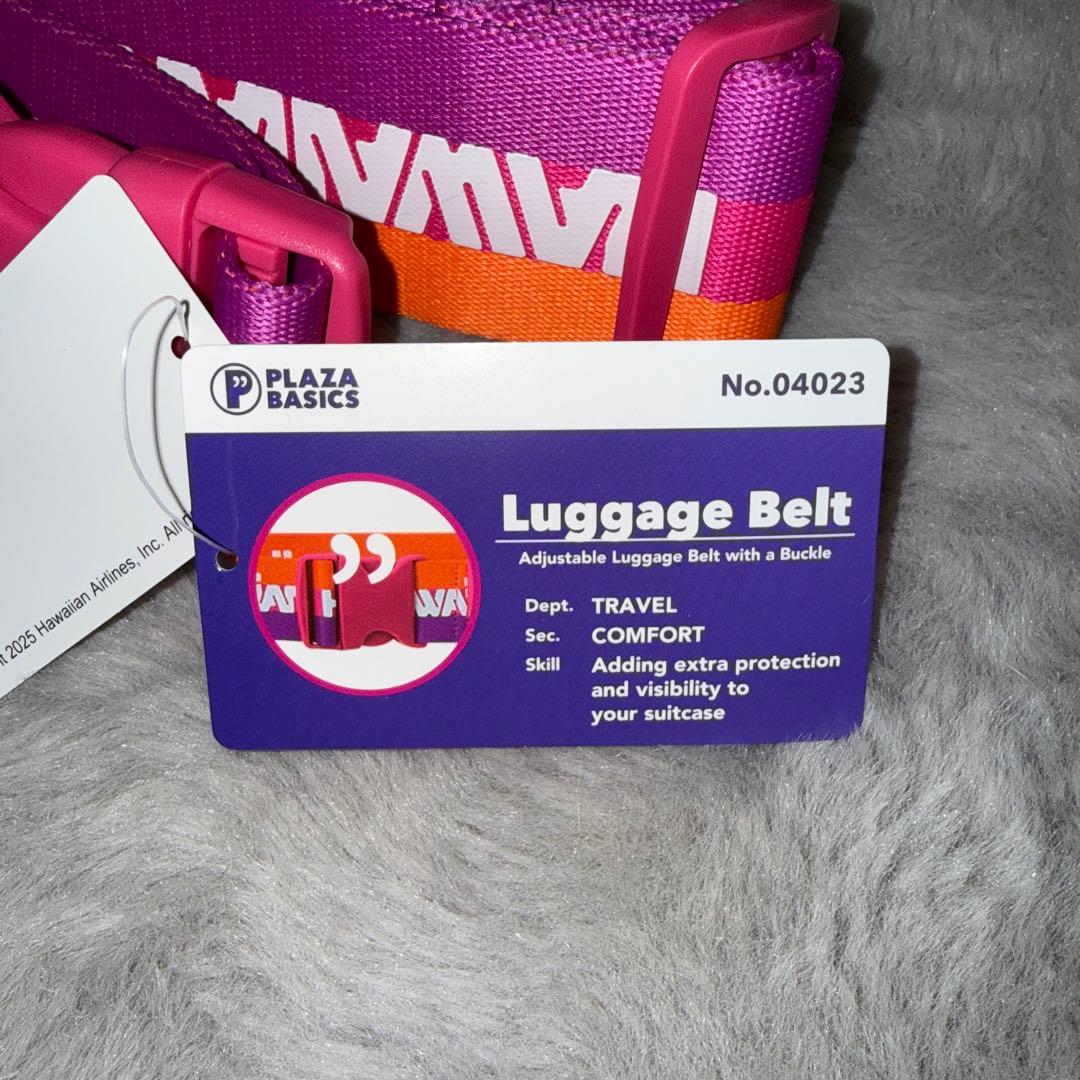 PLAZA
BASICS
No.04023
Luggage Belt
Adjustable Luggage Belt with a Buckle
Dept. TRAVEL
Sec. COMFORT
Skill Adding extra protection
and visibility to
your suitcase
2025 Hawaiian Airlines, Inc. All